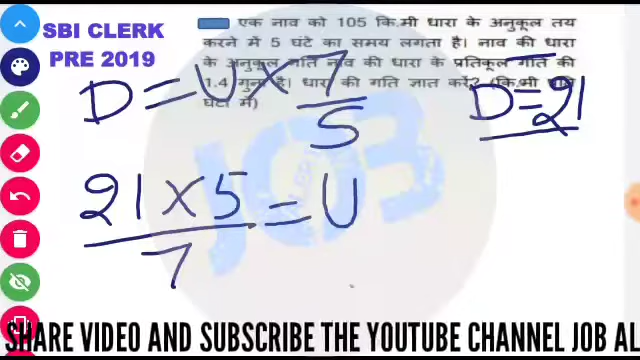 SBI CLERK
PRE 2019
एक नाव को 105 कि.मी धारा के अनुकूल तय
करने में 5 घंटे का समय लगता है। नाव की धारा
के अनुकूल गति नाव की धारा के प्रतिकूल गति की
1.4 गुना है। धारा की गति ज्ञात करें? (कि.मी प्रति
घंटा में)
D = U × 7/5
D = 21
21 × 5 / 7 = U
JOB
SHARE VIDEO AND SUBSCRIBE THE YOUTUBE CHANNEL JOB AL